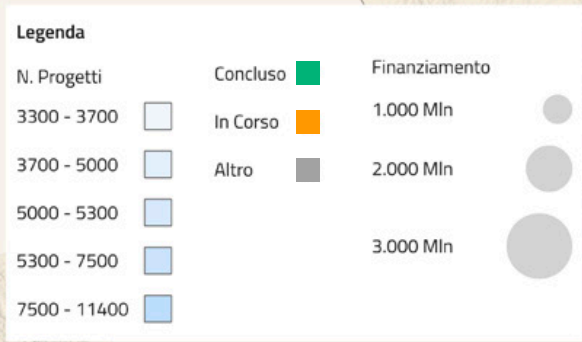 Legenda
N. Progetti
3300 - 3700
3700 - 5000
5000 - 5300
5300 - 7500
7500 - 11400
Concluso
In Corso
Altro
Finanziamento
1.000 Mln
2.000 Mln
3.000 Mln